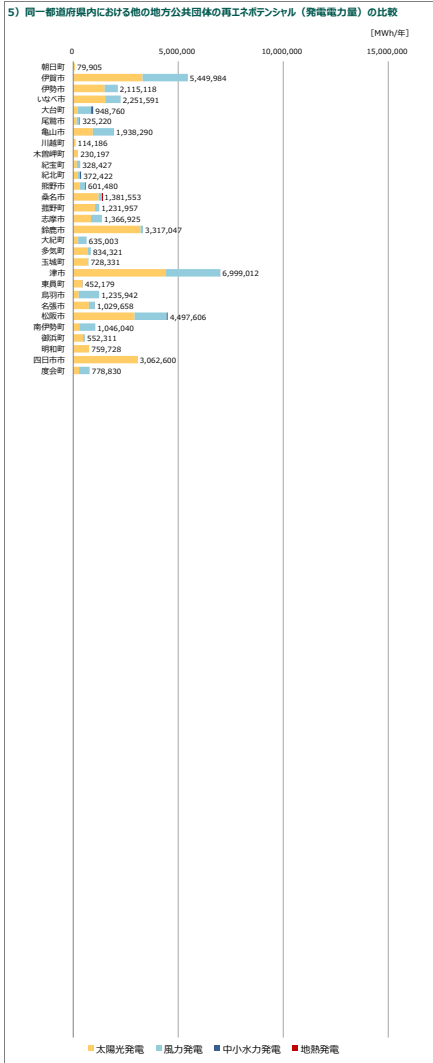 5）同一都道府県内における他の地方公共団体の再エネポテンシャル（発電電力量）の比較
[MWh/年]
0 5,000,000 10,000,000 15,000,000
朝日町 79,905
伊賀市 5,449,984
伊勢市 2,115,118
いなべ市 2,251,591
大台町 948,760
尾鷲市 325,220
亀山市 1,938,290
川越町 114,186
木曽岬町 230,197
紀宝町 328,427
紀北町 372,422
熊野市 601,480
桑名市 1,381,553
菰野町 1,231,957
志摩市 1,366,925
鈴鹿市 3,317,047
大紀町 635,003
多気町 834,321
玉城町 728,331
津市 6,999,012
東員町 452,179
鳥羽市 1,235,942
名張市 1,029,658
松阪市 4,497,606
南伊勢町 1,046,040
御浜町 552,311
明和町 759,728
四日市市 3,062,600
度会町 778,830
太陽光発電 風力発電 中小水力発電 地熱発電